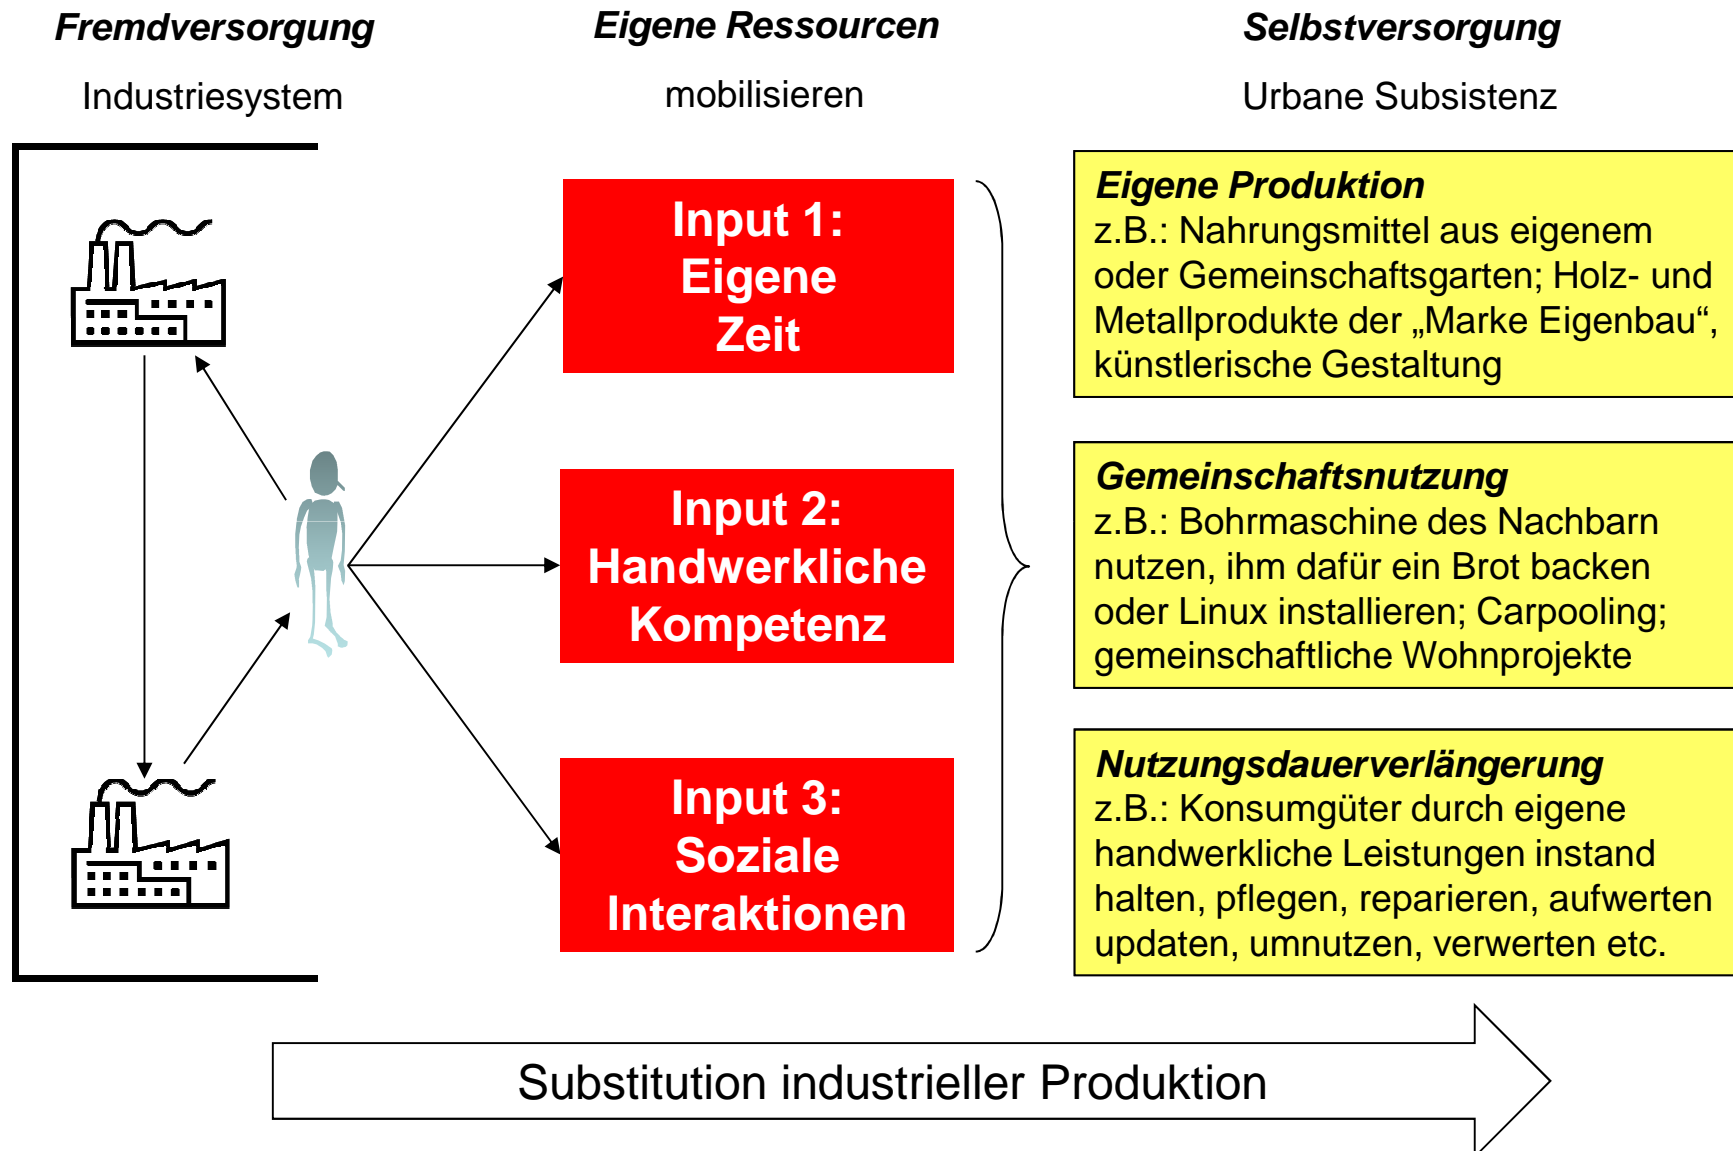 Fremdversorgung
Industriesystem
Eigene Ressourcen
mobilisieren
Selbstversorgung
Urbane Subsistenz
Input 1:
Eigene
Zeit
Input 2:
Handwerkliche
Kompetenz
Input 3:
Soziale
Interaktionen
Eigene Produktion
z.B.: Nahrungsmittel aus eigenem
oder Gemeinschaftsgarten; Holz- und
Metallprodukte der „Marke Eigenbau“,
künstlerische Gestaltung
Gemeinschaftsnutzung
z.B.: Bohrmaschine des Nachbarn
nutzen, ihm dafür ein Brot backen
oder Linux installieren; Carpooling;
gemeinschaftliche Wohnprojekte
Nutzungsdauerverlängerung
z.B.: Konsumgüter durch eigene
handwerkliche Leistungen instand
halten, pflegen, reparieren, aufwerten
updaten, umnutzen, verwerten etc.
Substitution industrieller Produktion